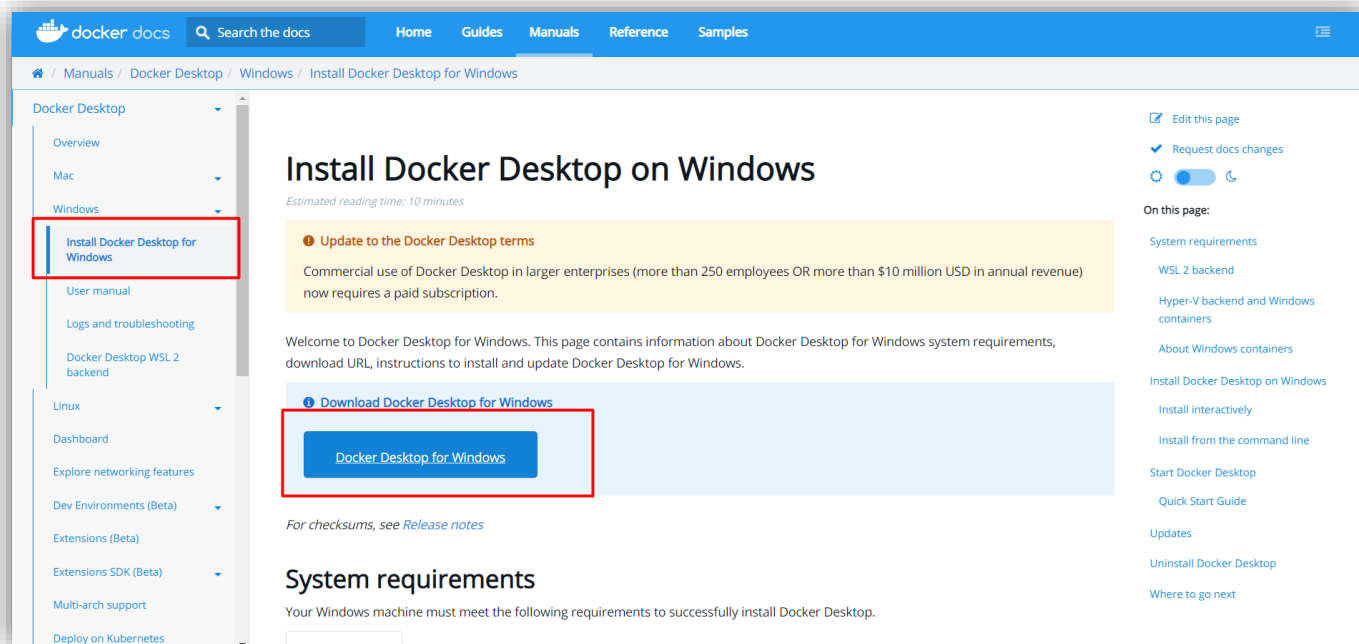 docker docs
Search the docs
Home
Guides
Manuals
Reference
Samples
/ Manuals / Docker Desktop / Windows / Install Docker Desktop for Windows
Docker Desktop
Overview
Mac
Windows
Install Docker Desktop for
Windows
User manual
Logs and troubleshooting
Docker Desktop WSL 2
backend
Linux
Dashboard
Explore networking features
Dev Environments (Beta)
Extensions (Beta)
Extensions SDK (Beta)
Multi-arch support
Deploy on Kubernetes
Install Docker Desktop on Windows
Estimated reading time: 10 minutes
Update to the Docker Desktop terms
Commercial use of Docker Desktop in larger enterprises (more than 250 employees OR more than $10 million USD in annual revenue)
now requires a paid subscription.
Welcome to Docker Desktop for Windows. This page contains information about Docker Desktop for Windows system requirements,
download URL, instructions to install and update Docker Desktop for Windows.
Download Docker Desktop for Windows
Docker Desktop for Windows
For checksums, see Release notes
System requirements
Your Windows machine must meet the following requirements to successfully install Docker Desktop.
Edit this page
Request docs changes
On this page:
System requirements
WSL 2 backend
Hyper-V backend and Windows
containers
About Windows containers
Install Docker Desktop on Windows
Install interactively
Install from the command line
Start Docker Desktop
Quick Start Guide
Updates
Uninstall Docker Desktop
Where to go next